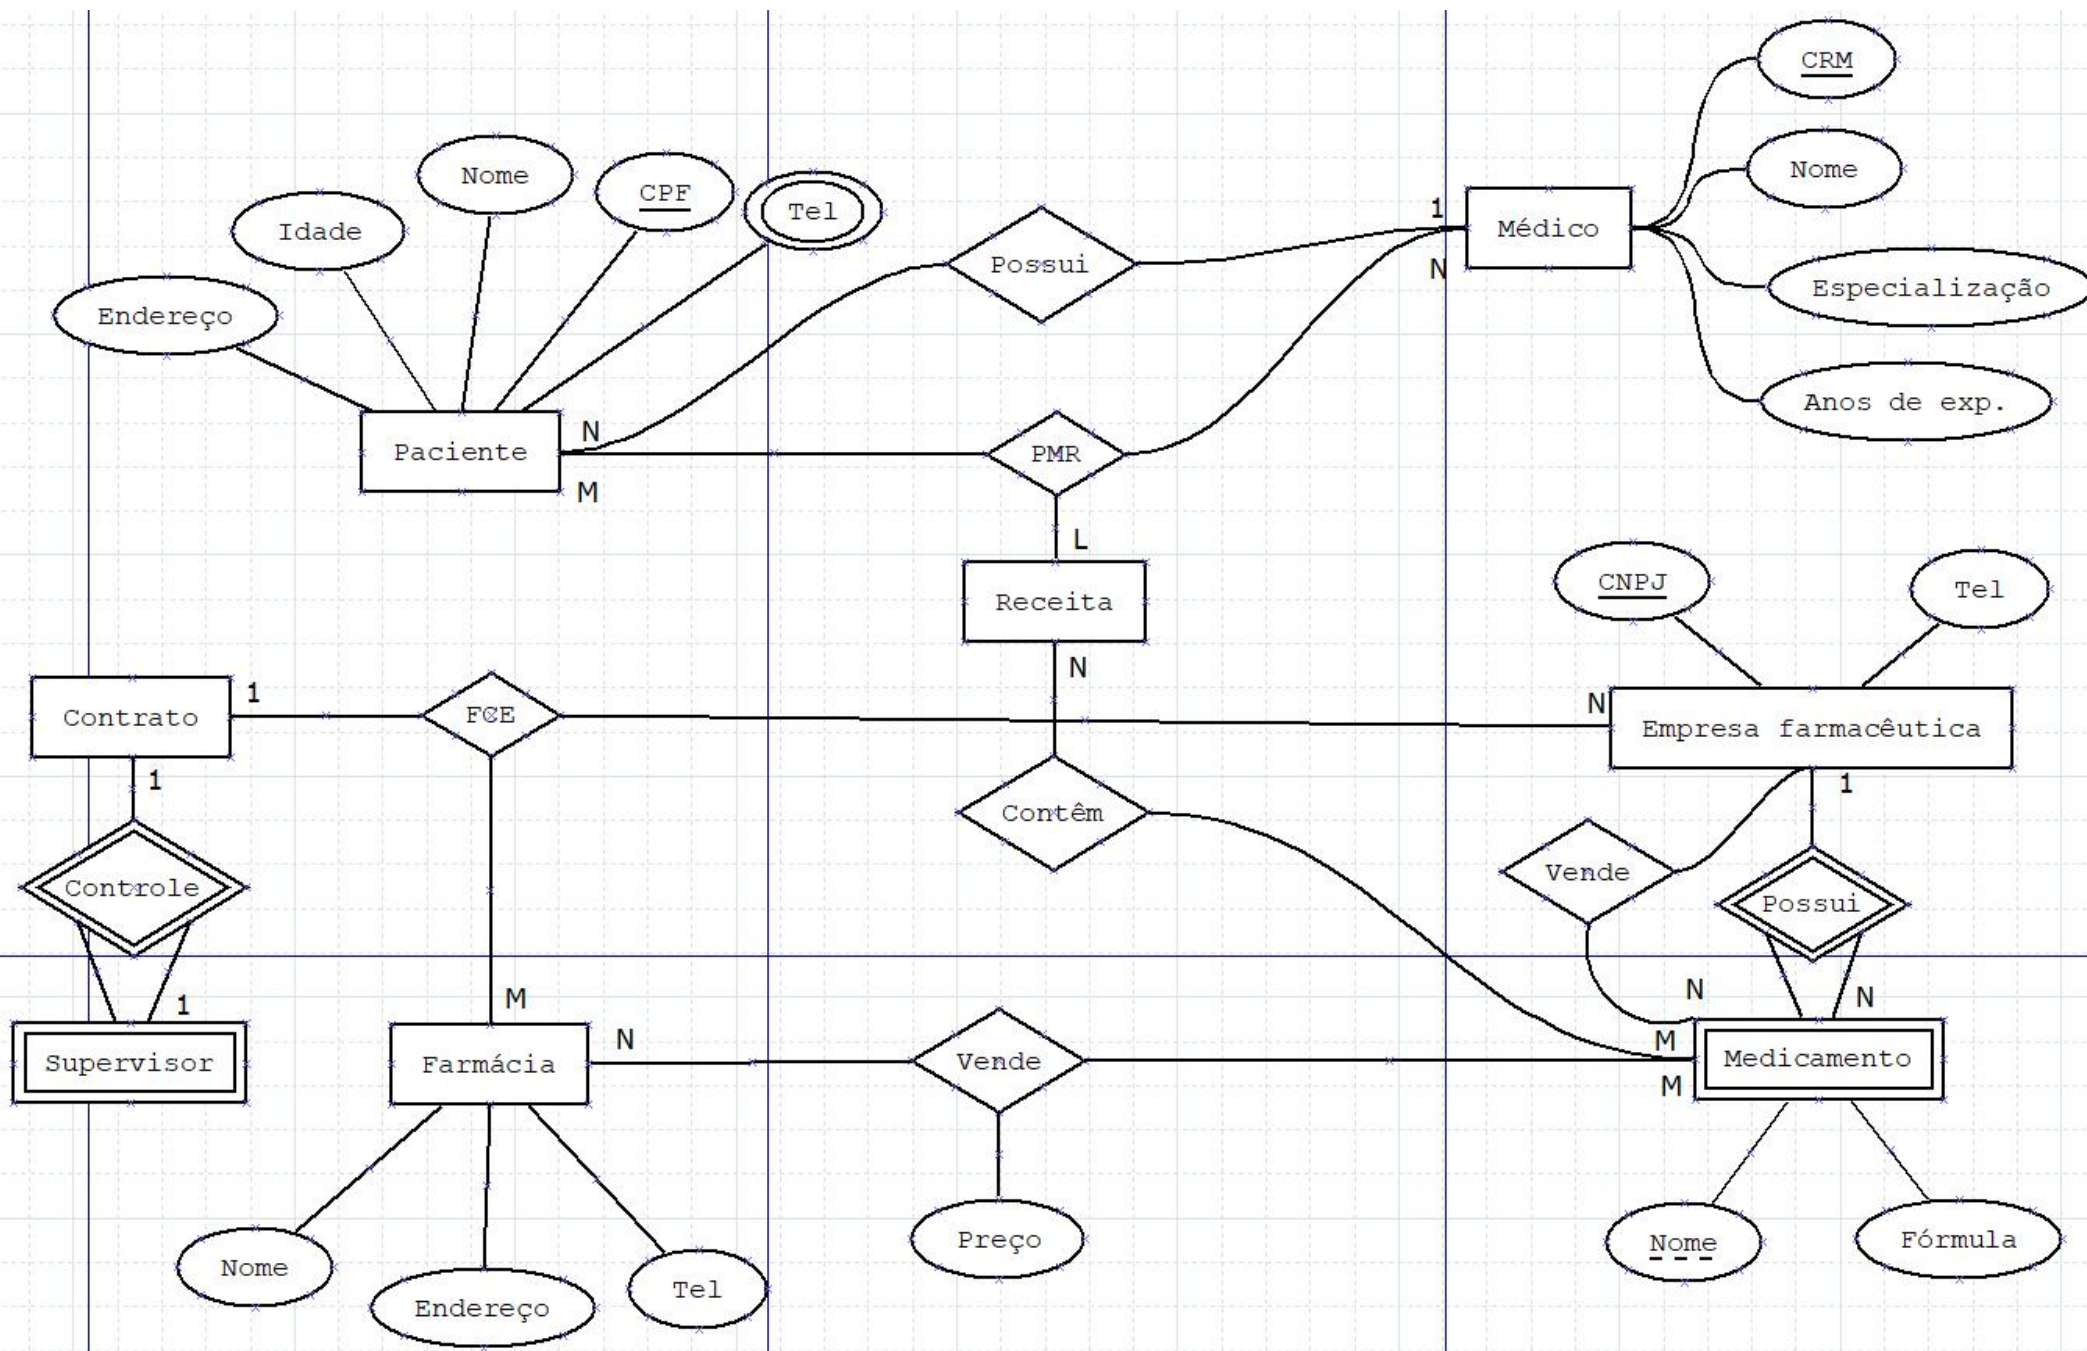 CRM
Nome
Nome
CPF
Tel
Idade
1
Médico
Possui
N
Especialização
Endereço
Anos de exp.
N
Paciente
PMR
M
L
CNPJ
Tel
Receita
N
1
N
Contrato
FCE
Empresa farmacêutica
1
1
Contêm
Vende
Controle
Possui
N
N
M
1
N
M
Supervisor
Farmácia
Vende
Medicamento
M
Nome
Preço
Nome
Fórmula
Endereço
Tel